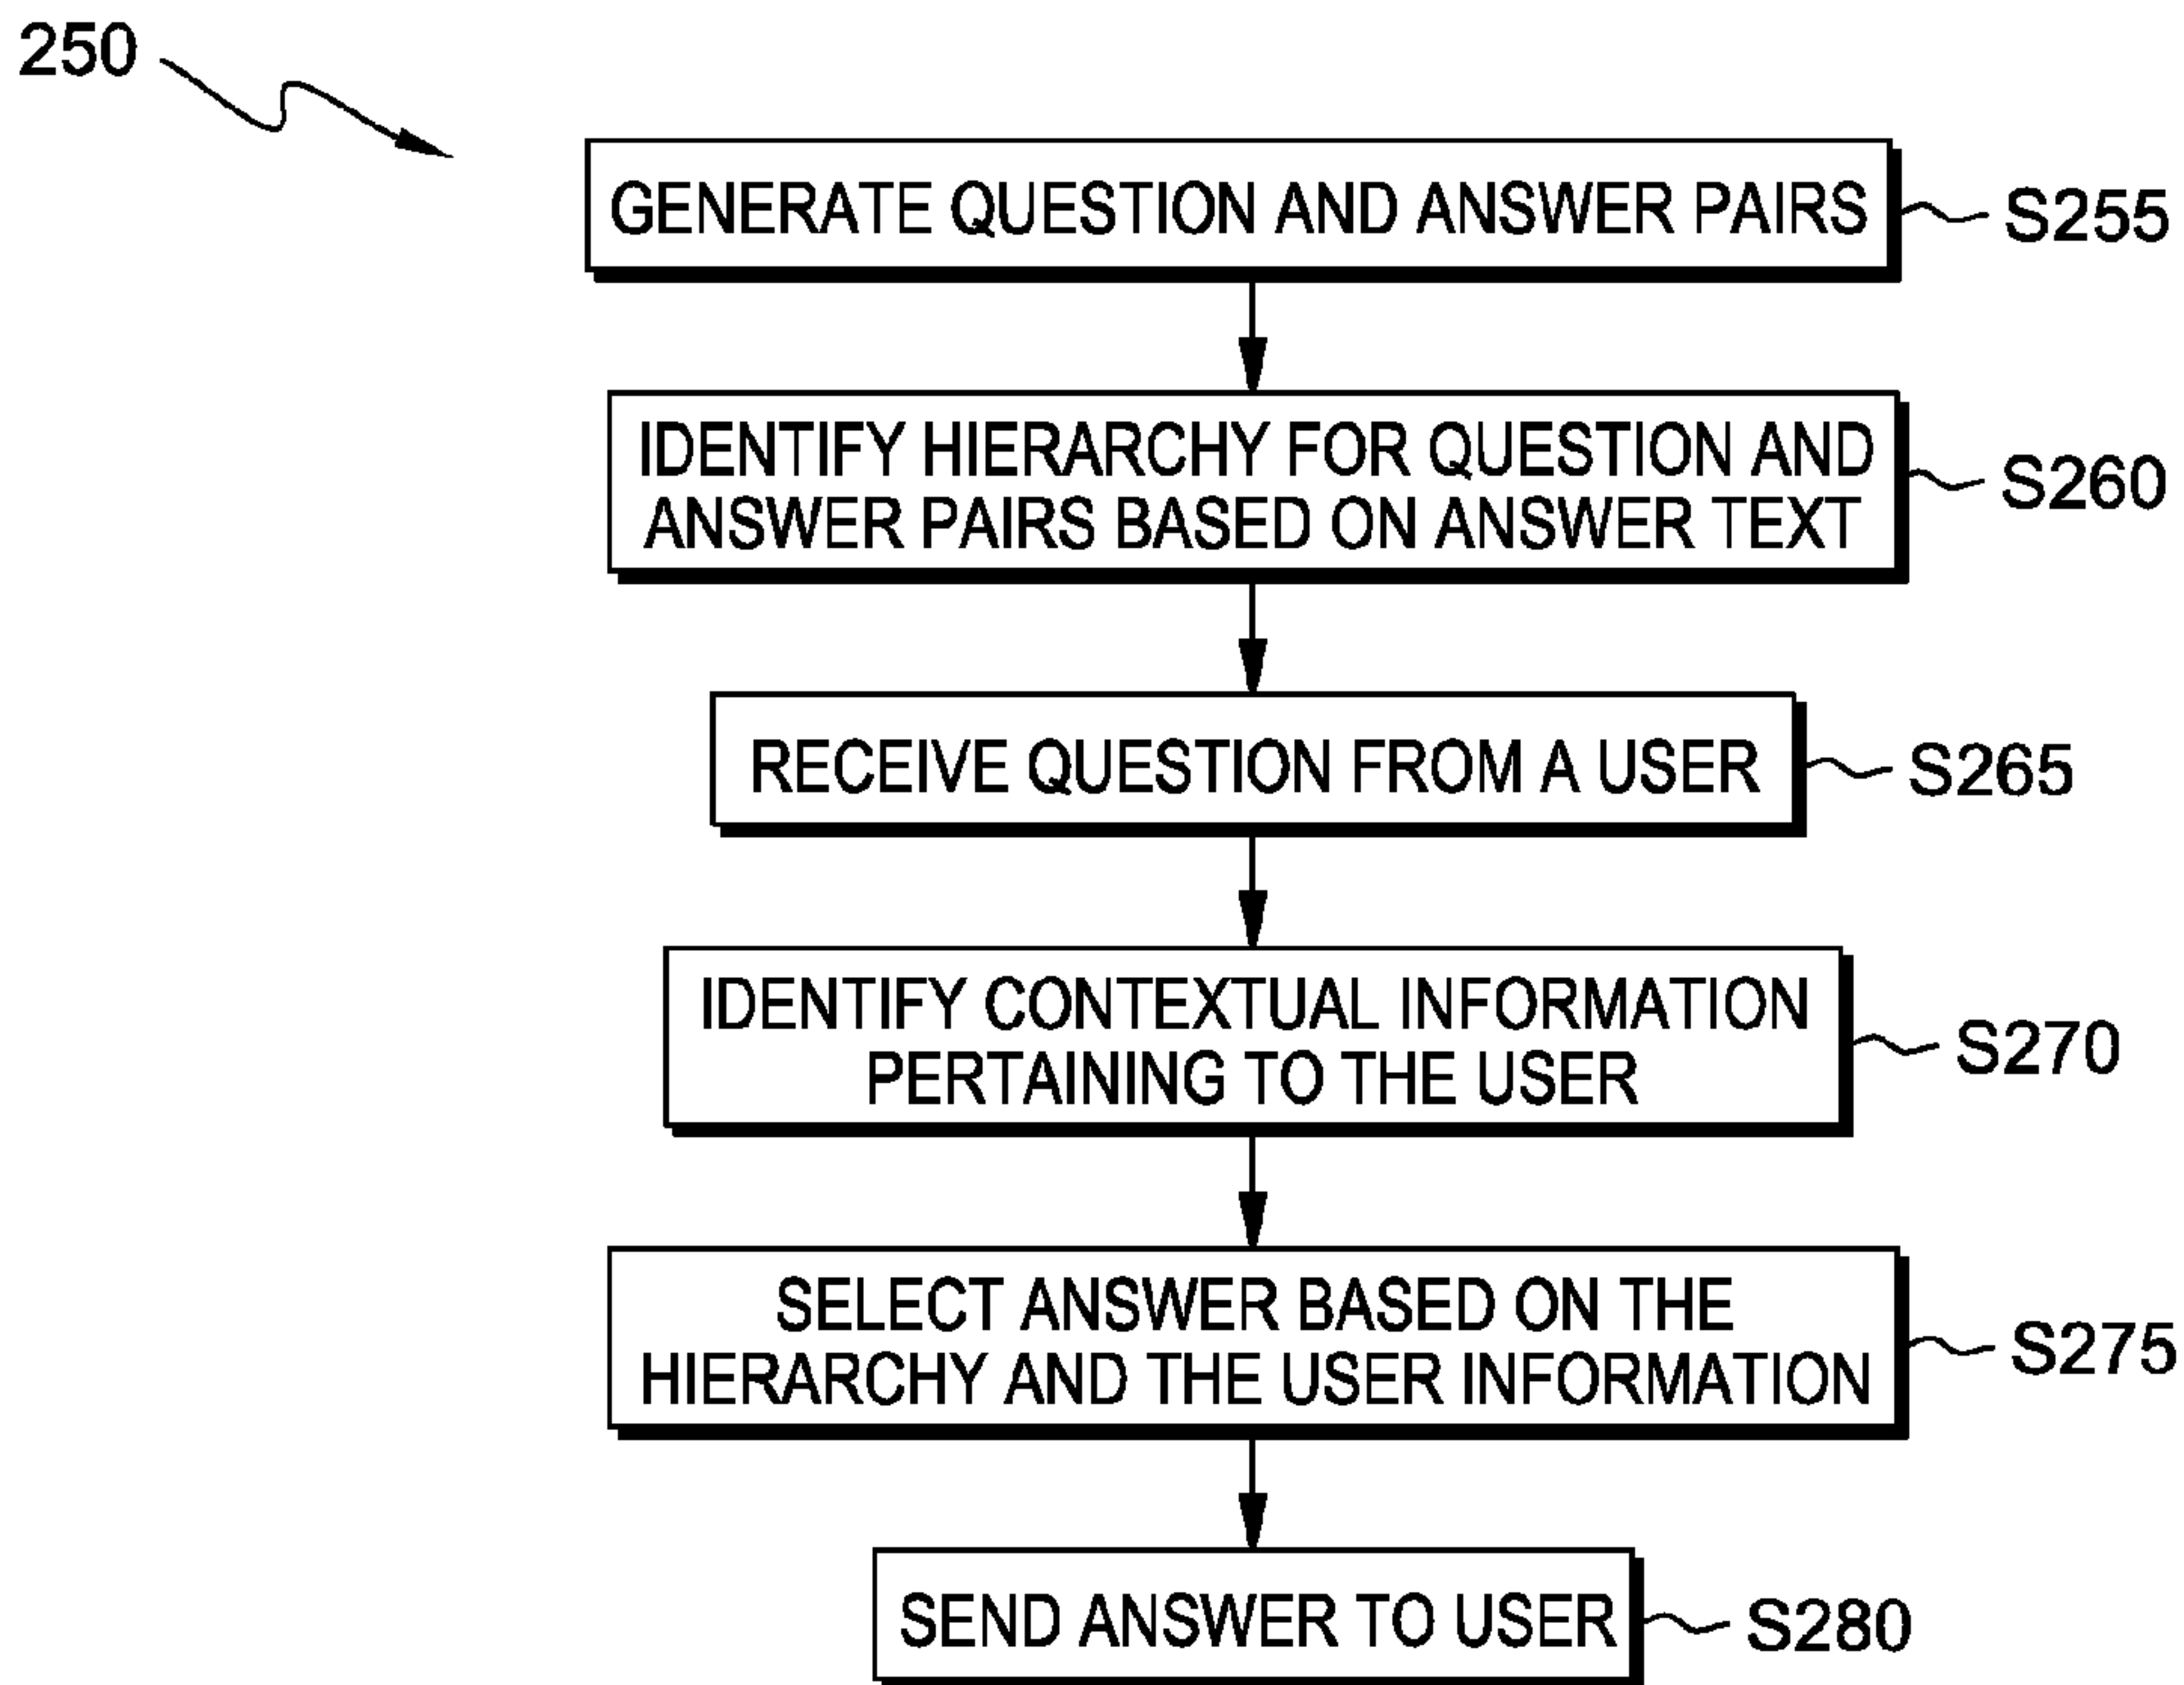 250
GENERATE QUESTION AND ANSWER PAIRS
S255
IDENTIFY HIERARCHY FOR QUESTION AND
ANSWER PAIRS BASED ON ANSWER TEXT
S260
RECEIVE QUESTION FROM A USER
S265
IDENTIFY CONTEXTUAL INFORMATION
PERTAINING TO THE USER
S270
SELECT ANSWER BASED ON THE
HIERARCHY AND THE USER INFORMATION
S275
SEND ANSWER TO USER
S280